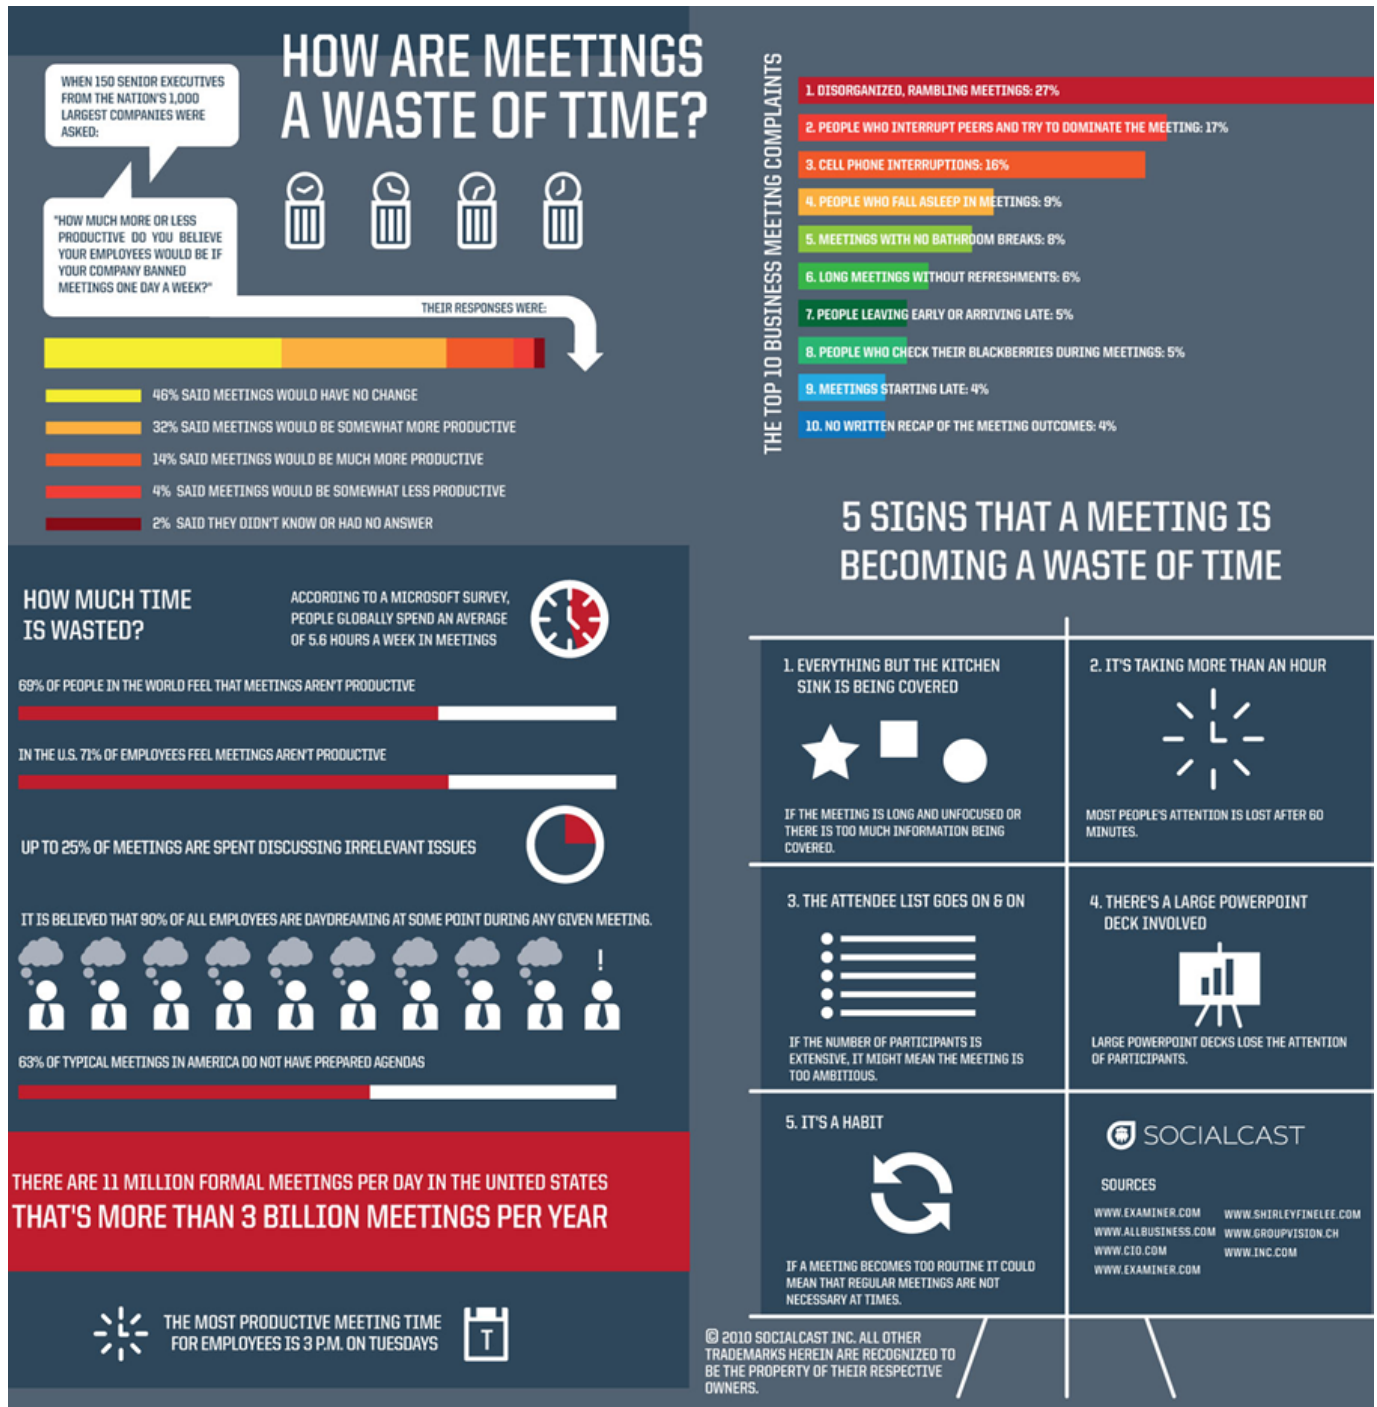 HOW ARE MEETINGS
A WASTE OF TIME?
WHEN 150 SENIOR EXECUTIVES
FROM THE NATION'S 1,000
LARGEST COMPANIES WERE
ASKED:
"HOW MUCH MORE OR LESS
PRODUCTIVE DO YOU BELIEVE
YOUR EMPLOYEES WOULD BE IF
YOUR COMPANY BANNED
MEETINGS ONE DAY A WEEK?"
THEIR RESPONSES WERE:
46% SAID MEETINGS WOULD HAVE NO CHANGE
32% SAID MEETINGS WOULD BE SOMEWHAT MORE PRODUCTIVE
14% SAID MEETINGS WOULD BE MUCH MORE PRODUCTIVE
4% SAID MEETINGS WOULD BE SOMEWHAT LESS PRODUCTIVE
2% SAID THEY DIDN'T KNOW OR HAD NO ANSWER
HOW MUCH TIME
IS WASTED?
ACCORDING TO A MICROSOFT SURVEY,
PEOPLE GLOBALLY SPEND AN AVERAGE
OF 5.6 HOURS A WEEK IN MEETINGS
69% OF PEOPLE IN THE WORLD FEEL THAT MEETINGS AREN'T PRODUCTIVE
IN THE U.S. 71% OF EMPLOYEES FEEL MEETINGS AREN'T PRODUCTIVE
UP TO 25% OF MEETINGS ARE SPENT DISCUSSING IRRELEVANT ISSUES
IT IS BELIEVED THAT 90% OF ALL EMPLOYEES ARE DAYDREAMING AT SOME POINT DURING ANY GIVEN MEETING.
!
63% OF TYPICAL MEETINGS IN AMERICA DO NOT HAVE PREPARED AGENDAS
THERE ARE 11 MILLION FORMAL MEETINGS PER DAY IN THE UNITED STATES
THAT'S MORE THAN 3 BILLION MEETINGS PER YEAR
THE MOST PRODUCTIVE MEETING TIME
FOR EMPLOYEES IS 3 P.M. ON TUESDAYS
T
THE TOP 10 BUSINESS MEETING COMPLAINTS
1. DISORGANIZED, RAMBLING MEETINGS: 27%
2. PEOPLE WHO INTERRUPT PEERS AND TRY TO DOMINATE THE MEETING: 17%
3. CELL PHONE INTERRUPTIONS: 16%
4. PEOPLE WHO FALL ASLEEP IN MEETINGS: 9%
5. MEETINGS WITH NO BATHROOM BREAKS: 8%
6. LONG MEETINGS WITHOUT REFRESHMENTS: 6%
7. PEOPLE LEAVING EARLY OR ARRIVING LATE: 5%
8. PEOPLE WHO CHECK THEIR BLACKBERRIES DURING MEETINGS: 5%
9. MEETINGS STARTING LATE: 4%
10. NO WRITTEN RECAP OF THE MEETING OUTCOMES: 4%
5 SIGNS THAT A MEETING IS
BECOMING A WASTE OF TIME
1. EVERYTHING BUT THE KITCHEN
SINK IS BEING COVERED
IF THE MEETING IS LONG AND UNFOCUSED OR
THERE IS TOO MUCH INFORMATION BEING
COVERED.
2. IT'S TAKING MORE THAN AN HOUR
MOST PEOPLE'S ATTENTION IS LOST AFTER 60
MINUTES.
3. THE ATTENDEE LIST GOES ON & ON
IF THE NUMBER OF PARTICIPANTS IS
EXTENSIVE, IT MIGHT MEAN THE MEETING IS
TOO AMBITIOUS.
4. THERE'S A LARGE POWERPOINT
DECK INVOLVED
LARGE POWERPOINT DECKS LOSE THE ATTENTION
OF PARTICIPANTS.
5. IT'S A HABIT
IF A MEETING BECOMES TOO ROUTINE IT COULD
MEAN THAT REGULAR MEETINGS ARE NOT
NECESSARY AT TIMES.
SOCIALCAST
SOURCES
WWW.EXAMINER.COM
WWW.ALLBUSINESS.COM
WWW.CIO.COM
WWW.EXAMINER.COM
WWW.SHIRLEYFINELEE.COM
WWW.GROUPVISION.CH
WWW.INC.COM
© 2010 SOCIALCAST INC. ALL OTHER
TRADEMARKS HEREIN ARE RECOGNIZED TO
BE THE PROPERTY OF THEIR RESPECTIVE
OWNERS.